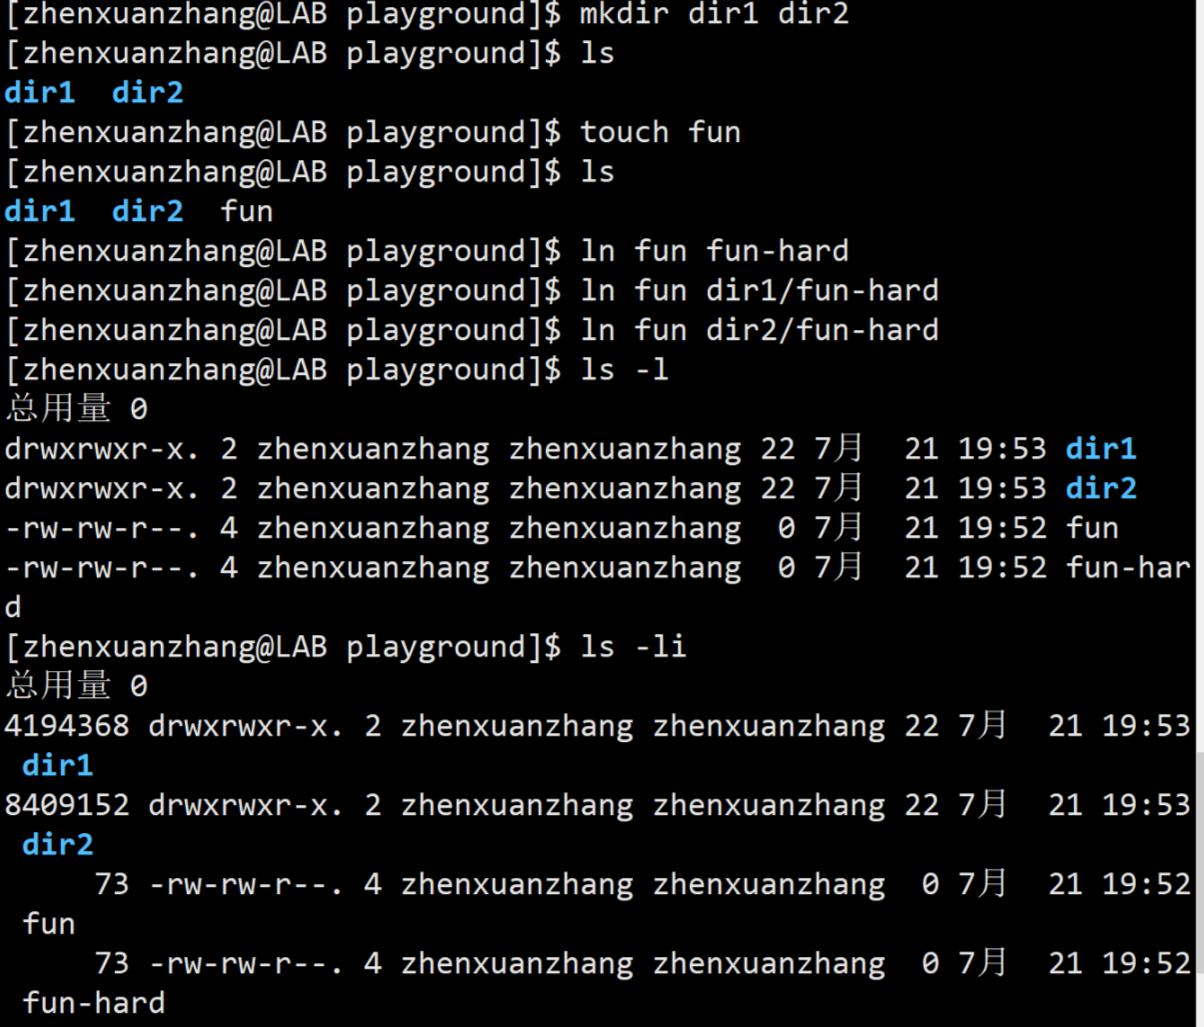 [zhenxuanzhang@LAB playground]$ mkdir dir1 dir2
[zhenxuanzhang@LAB playground]$ ls
dir1  dir2
[zhenxuanzhang@LAB playground]$ touch fun
[zhenxuanzhang@LAB playground]$ ls
dir1  dir2  fun
[zhenxuanzhang@LAB playground]$ ln fun fun-hard
[zhenxuanzhang@LAB playground]$ ln fun dir1/fun-hard
[zhenxuanzhang@LAB playground]$ ln fun dir2/fun-hard
[zhenxuanzhang@LAB playground]$ ls -l
总用量 0
drwxrwxr-x. 2 zhenxuanzhang zhenxuanzhang 22 7月  21 19:53 dir1
drwxrwxr-x. 2 zhenxuanzhang zhenxuanzhang 22 7月  21 19:53 dir2
-rw-rw-r--. 4 zhenxuanzhang zhenxuanzhang  0 7月  21 19:52 fun
-rw-rw-r--. 4 zhenxuanzhang zhenxuanzhang  0 7月  21 19:52 fun-har
d
[zhenxuanzhang@LAB playground]$ ls -li
总用量 0
4194368 drwxrwxr-x. 2 zhenxuanzhang zhenxuanzhang 22 7月  21 19:53
 dir1
8409152 drwxrwxr-x. 2 zhenxuanzhang zhenxuanzhang 22 7月  21 19:53
 dir2
     73 -rw-rw-r--. 4 zhenxuanzhang zhenxuanzhang  0 7月  21 19:52
 fun
     73 -rw-rw-r--. 4 zhenxuanzhang zhenxuanzhang  0 7月  21 19:52
 fun-hard